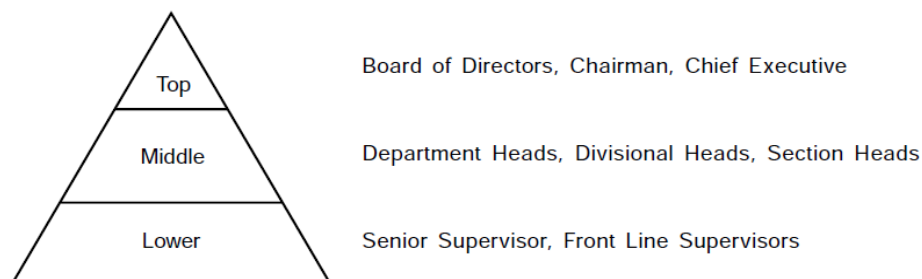 Top
Board of Directors, Chairman, Chief Executive
Middle
Department Heads, Divisional Heads, Section Heads
Lower
Senior Supervisor, Front Line Supervisors